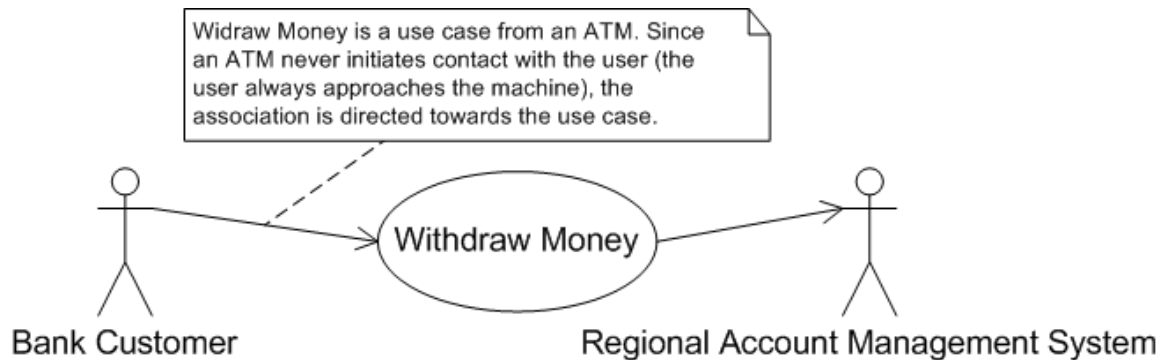 Widraw Money is a use case from an ATM. Since
an ATM never initiates contact with the user (the
user always approaches the machine), the
association is directed towards the use case.
Withdraw Money
Bank Customer
Regional Account Management System